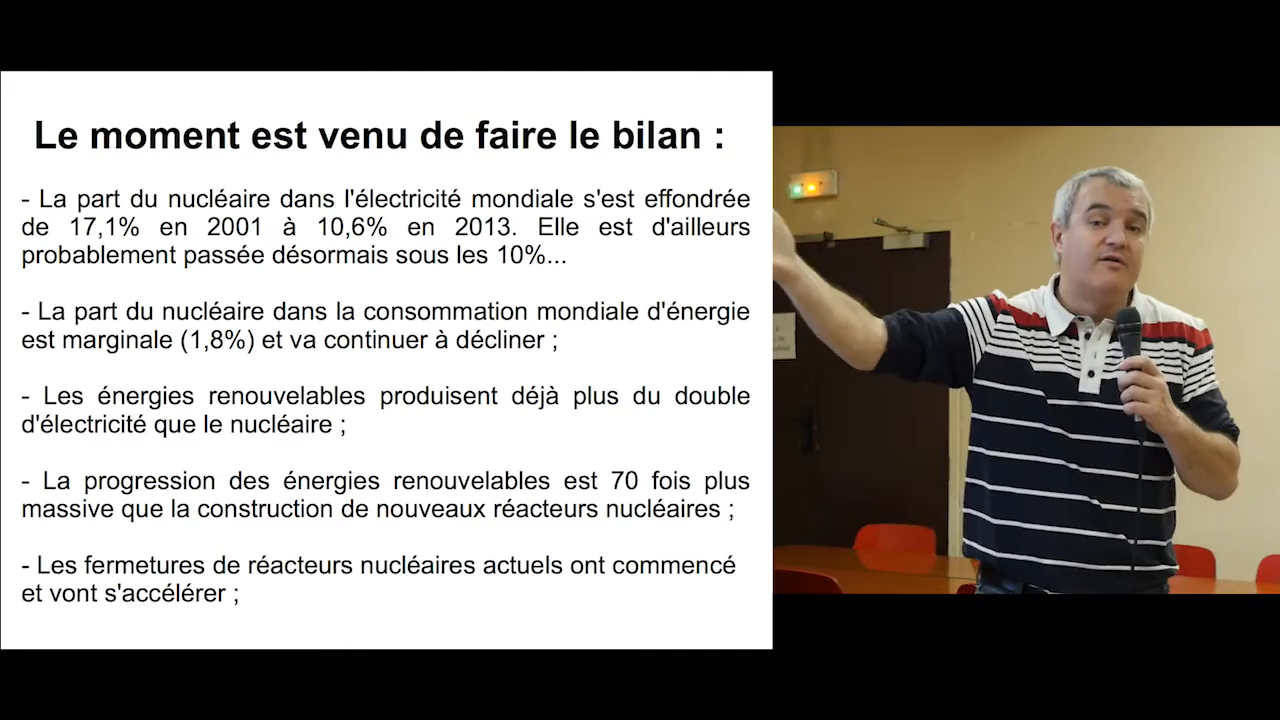 Le moment est venu de faire le bilan :
- La part du nucléaire dans l'électricité mondiale s'est effondrée
de 17,1% en 2001 à 10,6% en 2013. Elle est d'ailleurs
probablement passée désormais sous les 10%...
- La part du nucléaire dans la consommation mondiale d'énergie
est marginale (1,8%) et va continuer à décliner ;
- Les énergies renouvelables produisent déjà plus du double
d'électricité que le nucléaire ;
- La progression des énergies renouvelables est 70 fois plus
massive que la construction de nouveaux réacteurs nucléaires ;
- Les fermetures de réacteurs nucléaires actuels ont commencé
et vont s'accélérer ;